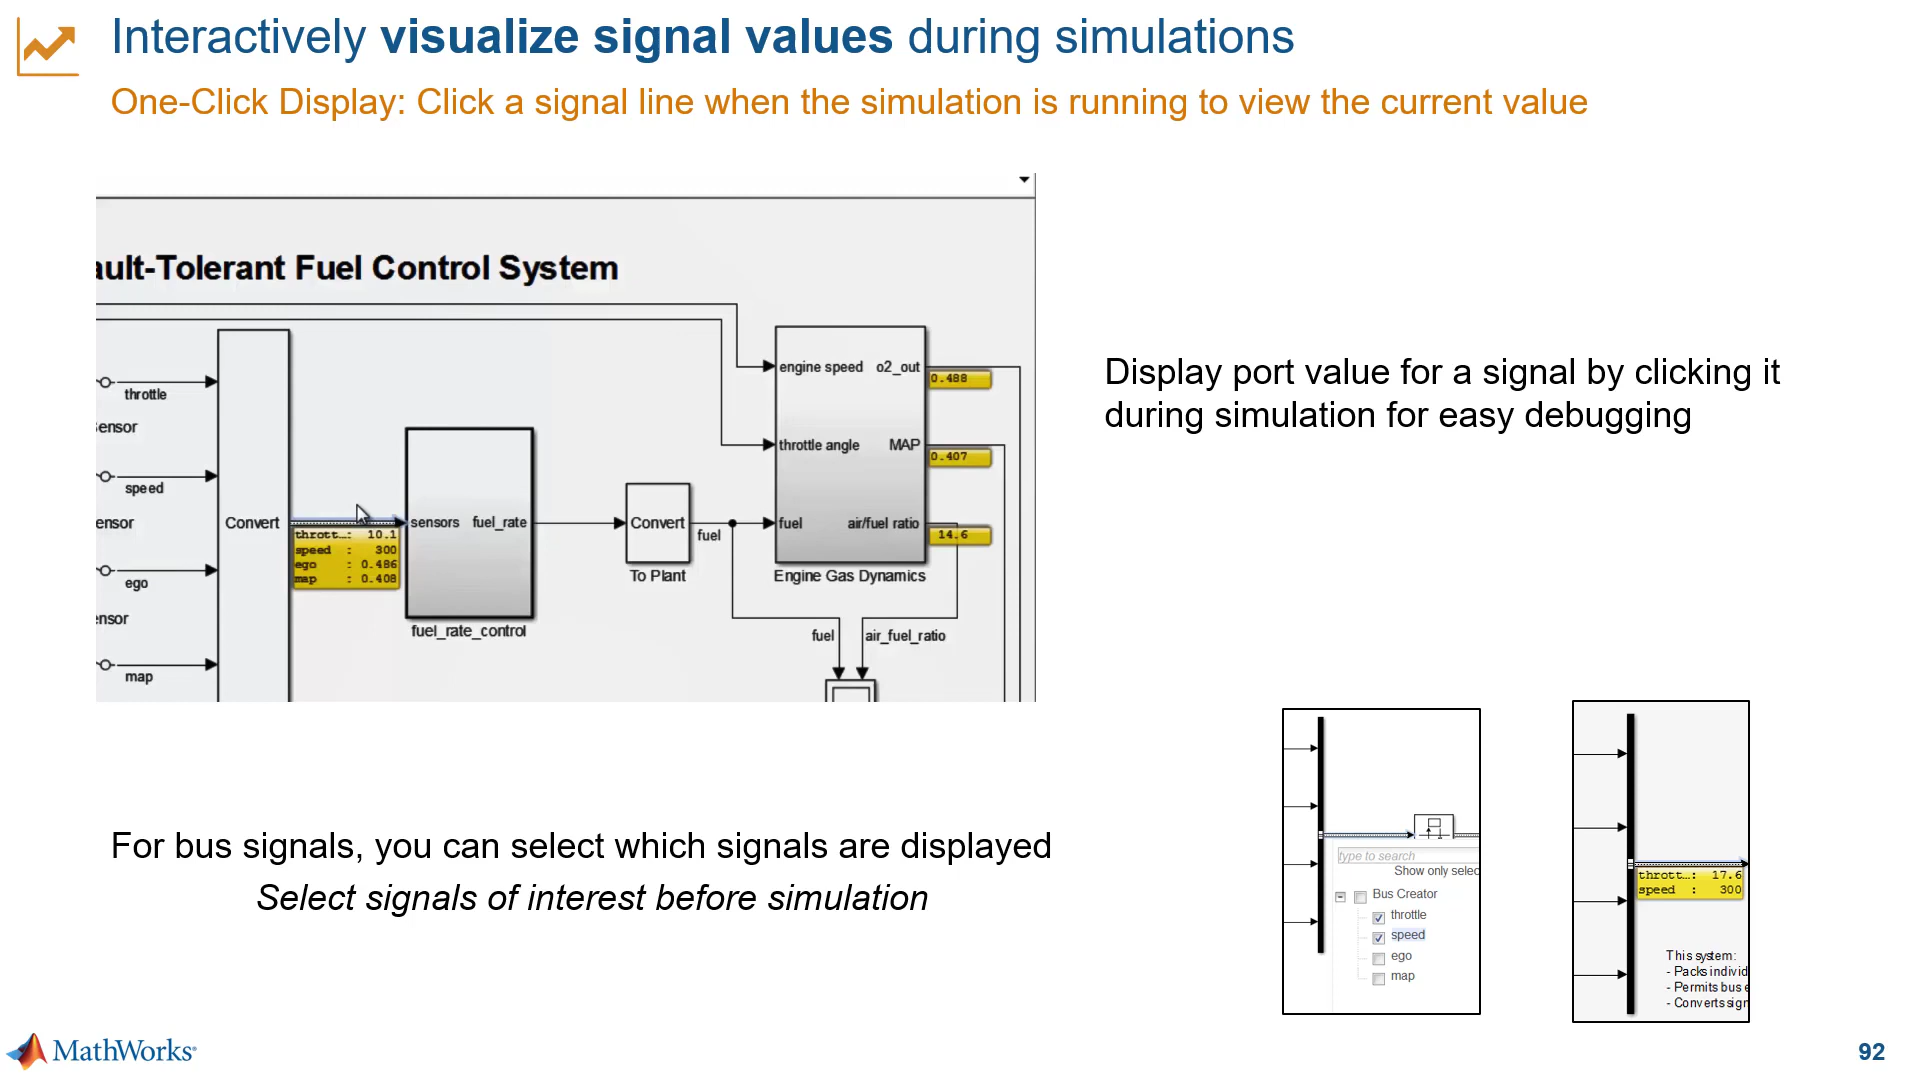 Interactively visualize signal values during simulations
One-Click Display: Click a signal line when the simulation is running to view the current value
ault-Tolerant Fuel Control System
throttle
ensor
speed
ensor
ego
ensor
map
Convert
thrott…: 10.1
speed : 300
ego : 0.486
map : 0.408
sensors fuel_rate
fuel_rate_control
Convert
To Plant
fuel
engine speed o2_out
0.488
throttle angle MAP
0.407
fuel air/fuel ratio
14.6
Engine Gas Dynamics
fuel air_fuel_ratio
Display port value for a signal by clicking it
during simulation for easy debugging
For bus signals, you can select which signals are displayed
Select signals of interest before simulation
type to search
Show only selec
Bus Creator
throttle
speed
ego
map
thrott…: 17.6
speed : 300
This system:
- Packs individ
- Permits bus e
- Converts sign
MathWorks
92